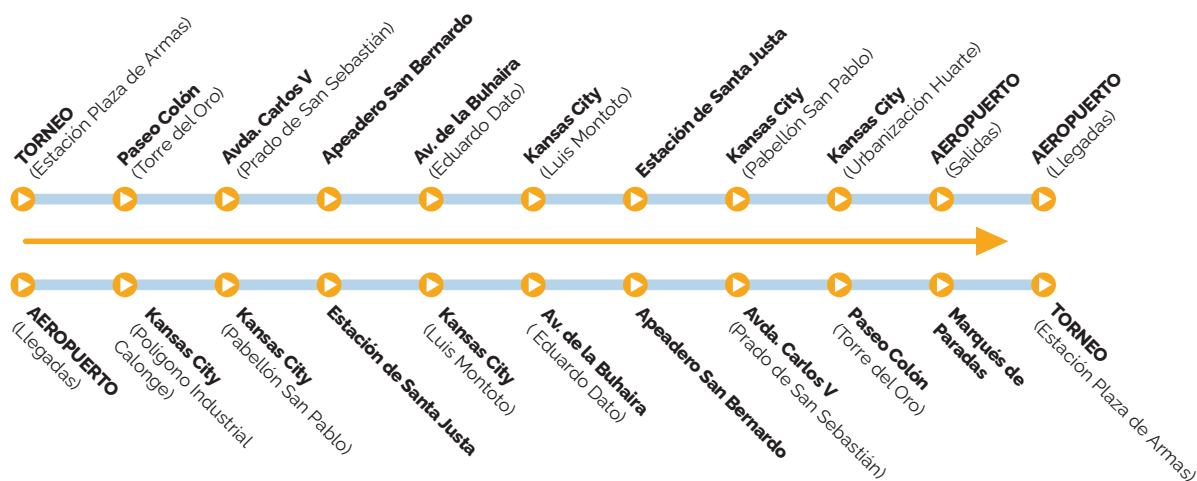 TORNEO
(Estación Plaza de Armas)
Paseo Colón
(Torre del Oro)
Avda. Carlos V
(Prado de San Sebastián)
Apeadero San Bernardo
Av. de la Buhaira
(Eduardo Dato)
Kansas City
(Luis Montoto)
Estación de Santa Justa
Kansas City
(Pabellón San Pablo)
Kansas City
(Urbanización Huarte)
AEROPUERTO
(Salidas)
AEROPUERTO
(Llegadas)
AEROPUERTO
(Llegadas)
Kansas City
(Polígono Industrial
Calonge)
Kansas City
(Pabellón San Pablo)
Estación de Santa Justa
Kansas City
(Luis Montoto)
Av. de la Buhaira
( Eduardo Dato)
Apeadero San Bernardo
Avda. Carlos V
(Prado de San Sebastián)
Paseo Colón
(Torre del Oro)
Marqués de
Paradas
TORNEO
(Estación Plaza de Armas)